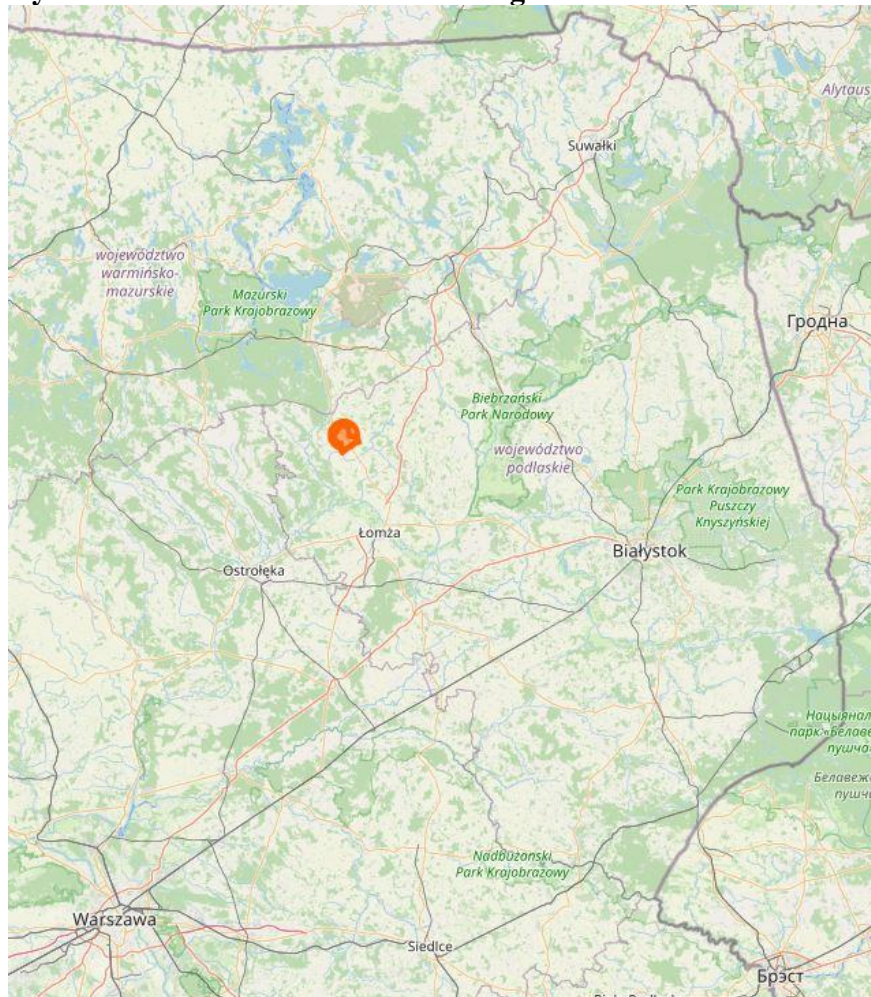 Alytaus
Suwałki
województwo
warmińsko-
mazurskie
Mazurski
Park Krajobrazowy
Гродна
Biebrzański
Park Narodowy
województwo
podlaskie
Park Krajobrazowy
Puszczy
Knyszyńskiej
Łomża
Białystok
Ostrołęka
Нацыянал
парк «Белаве
пушча
Белавеж
пушч
Nadbużański
Park Krajobrazowy
Warszawa
Siedlce
Брэст